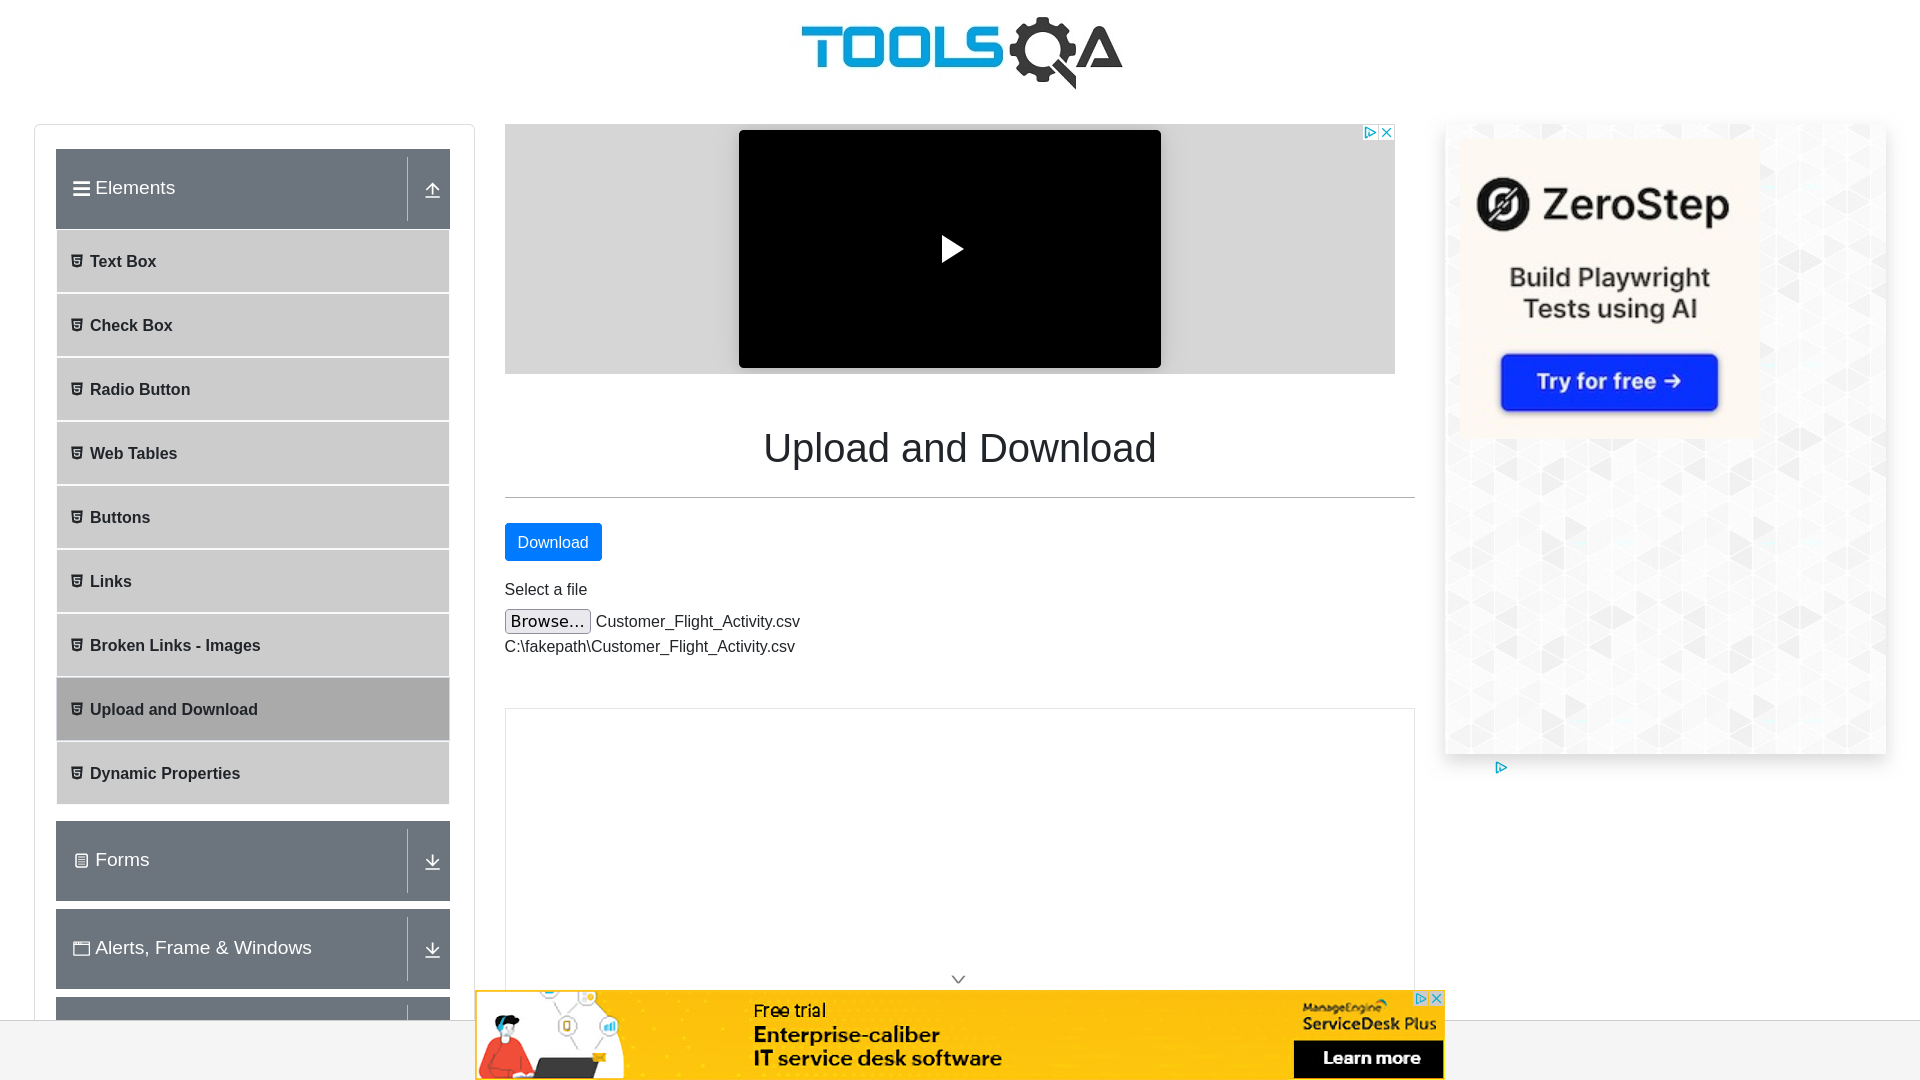 TOOLSQA
Elements
Text Box
Check Box
Radio Button
Web Tables
Buttons
Links
Broken Links - Images
Upload and Download
Dynamic Properties
Forms
Alerts, Frame & Windows
Upload and Download
Download
Select a file
Browse... Customer_Flight_Activity.csv
C:\fakepath\Customer_Flight_Activity.csv
ZeroStep
Build Playwright
Tests using AI
Try for free →
Free trial
Enterprise-caliber
IT service desk software
ManageEngine
ServiceDesk Plus
Learn more